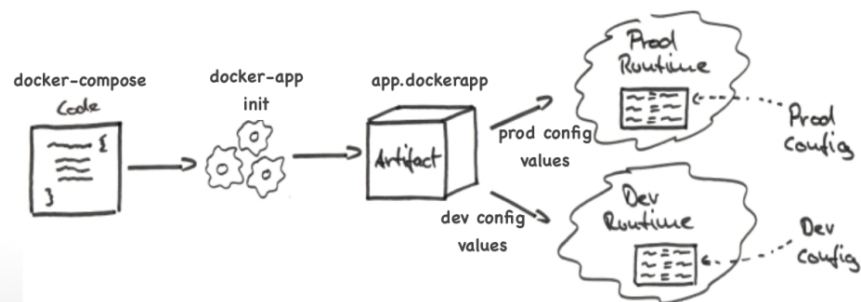 docker-compose
Code
{
}
docker-app
init
app.dockerapp
Artifact
prod config
values
dev config
values
Prod
Runtime
Prod
Config
Dev
Runtime
Dev
Config